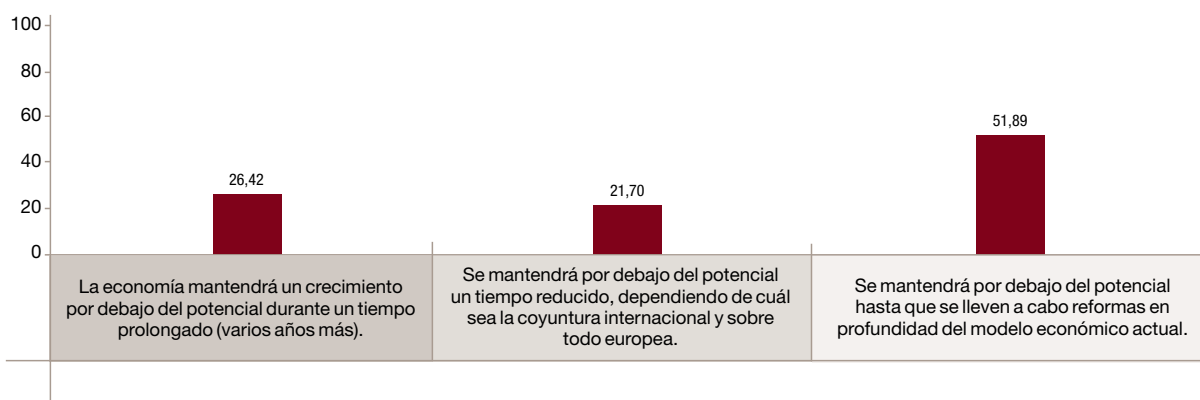 100
80
60
40
20
0
26,42
21,70
51,89
La economía mantendrá un crecimiento
por debajo del potencial durante un tiempo
prolongado (varios años más).
Se mantendrá por debajo del potencial
un tiempo reducido, dependiendo de cuál
sea la coyuntura internacional y sobre
todo europea.
Se mantendrá por debajo del potencial
hasta que se lleven a cabo reformas en
profundidad del modelo económico actual.